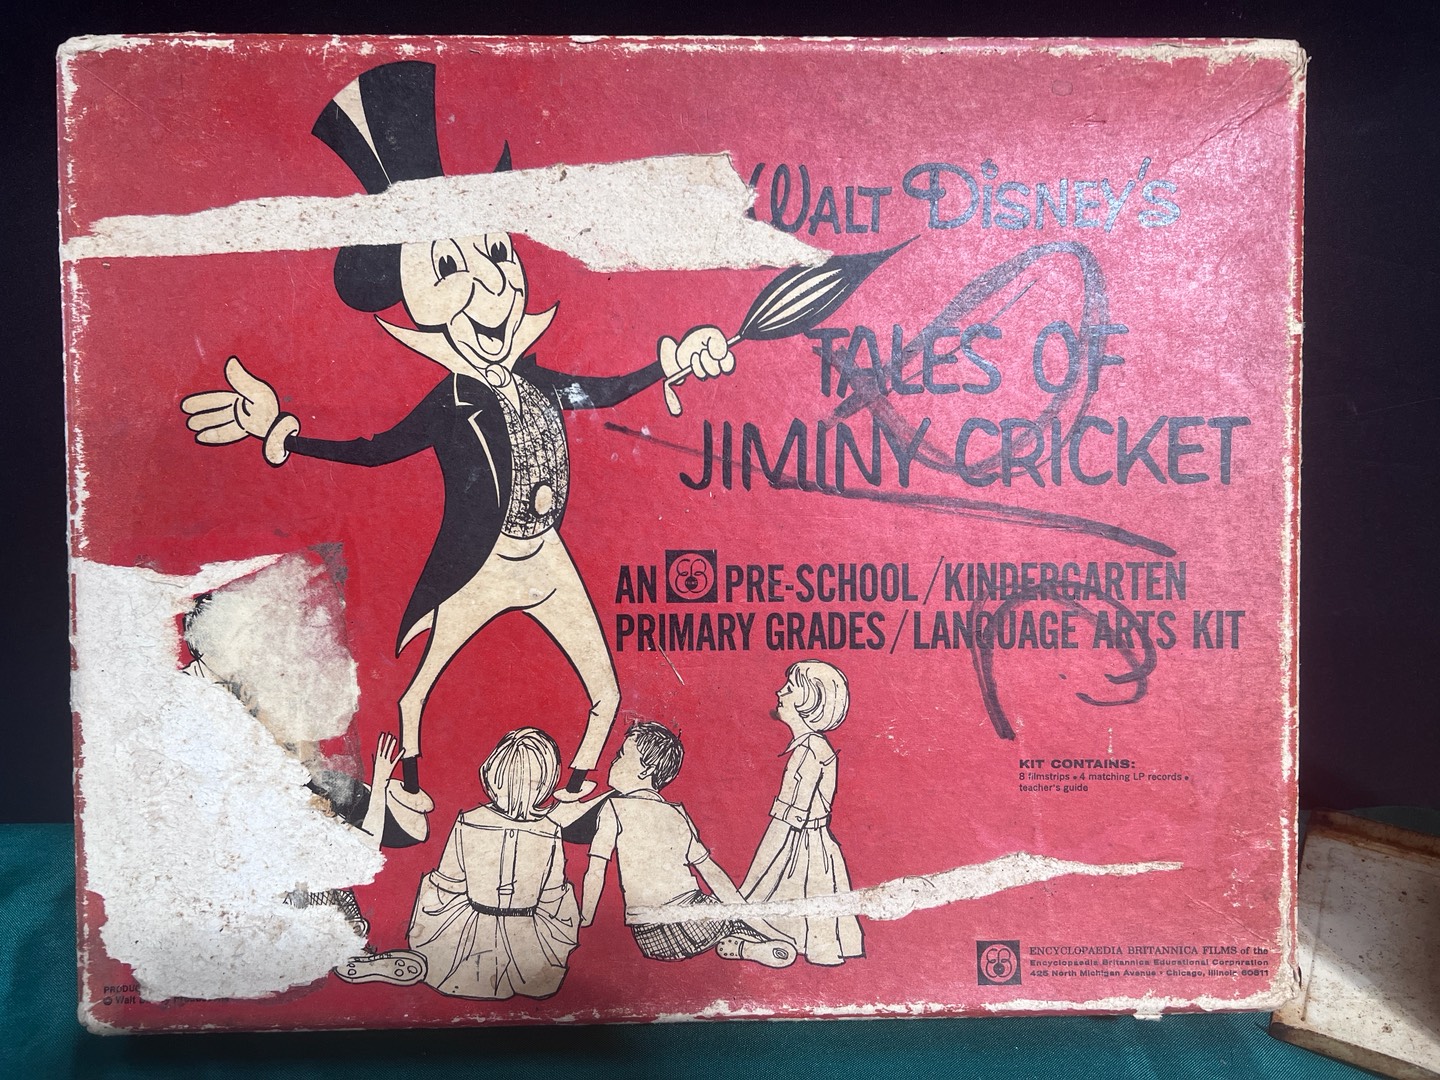 WALT DISNEY'S
TALES OF
JIMINY CRICKET
AN PRE-SCHOOL/KINDERGARTEN
PRIMARY GRADES/LANGUAGE ARTS KIT
KIT CONTAINS:
8 filmstrips • 4 matching LP records •
teacher's guide
ENCYCLOPAEDIA BRITANNICA FILMS of the
Encyclopaedia Britannica Educational Corporation
425 North Michigan Avenue • Chicago, Illinois 60611
© Walt